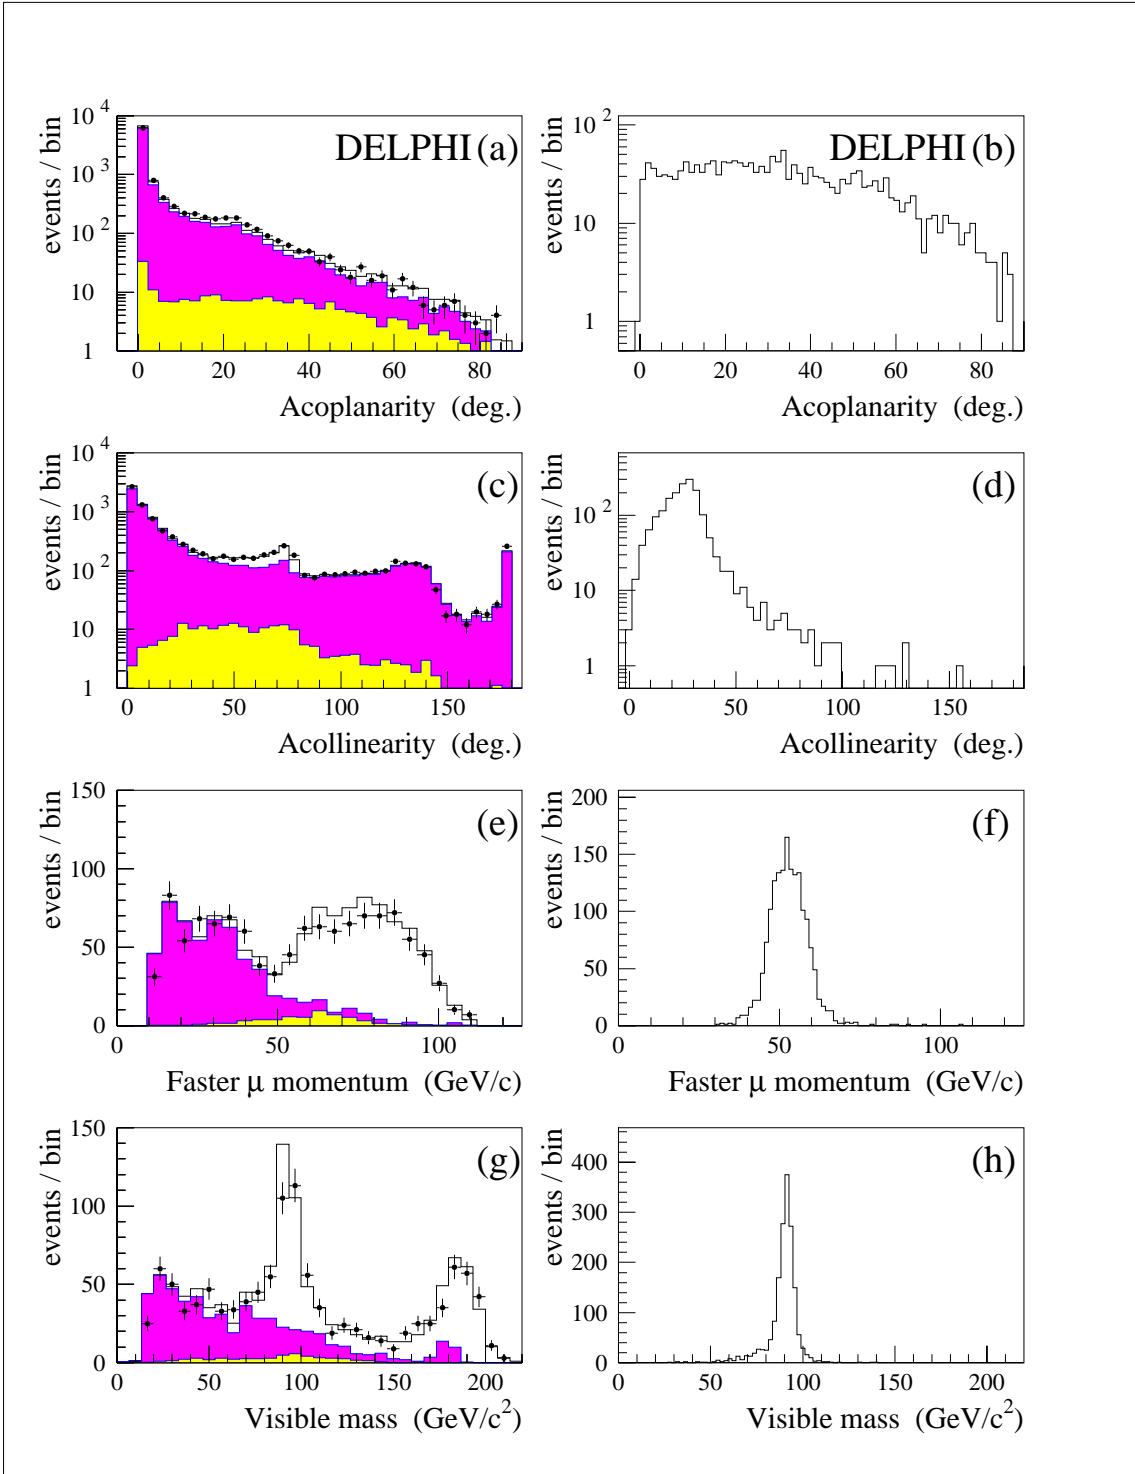 DELPHI (a)
events / bin
10^4
10^3
10^2
10
1
0 20 40 60 80
Acoplanarity (deg.)
DELPHI (b)
events / bin
10^2
10
1
0 20 40 60 80
Acoplanarity (deg.)
(c)
events / bin
10^4
10^3
10^2
10
1
0 50 100 150
Acollinearity (deg.)
(d)
events / bin
10^2
10
1
0 50 100 150
Acollinearity (deg.)
(e)
events / bin
150
100
50
0
0 50 100
Faster μ momentum (GeV/c)
(f)
events / bin
200
150
100
50
0
0 50 100
Faster μ momentum (GeV/c)
(g)
events / bin
150
100
50
0
0 50 100 150 200
Visible mass (GeV/c^2)
(h)
events / bin
400
300
200
100
0
0 50 100 150 200
Visible mass (GeV/c^2)